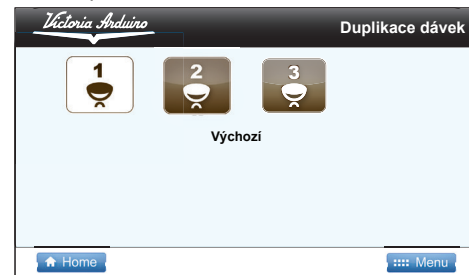 Victoria Arduino
Duplikace dávek
1 2 3
Výchozí
Home Menu